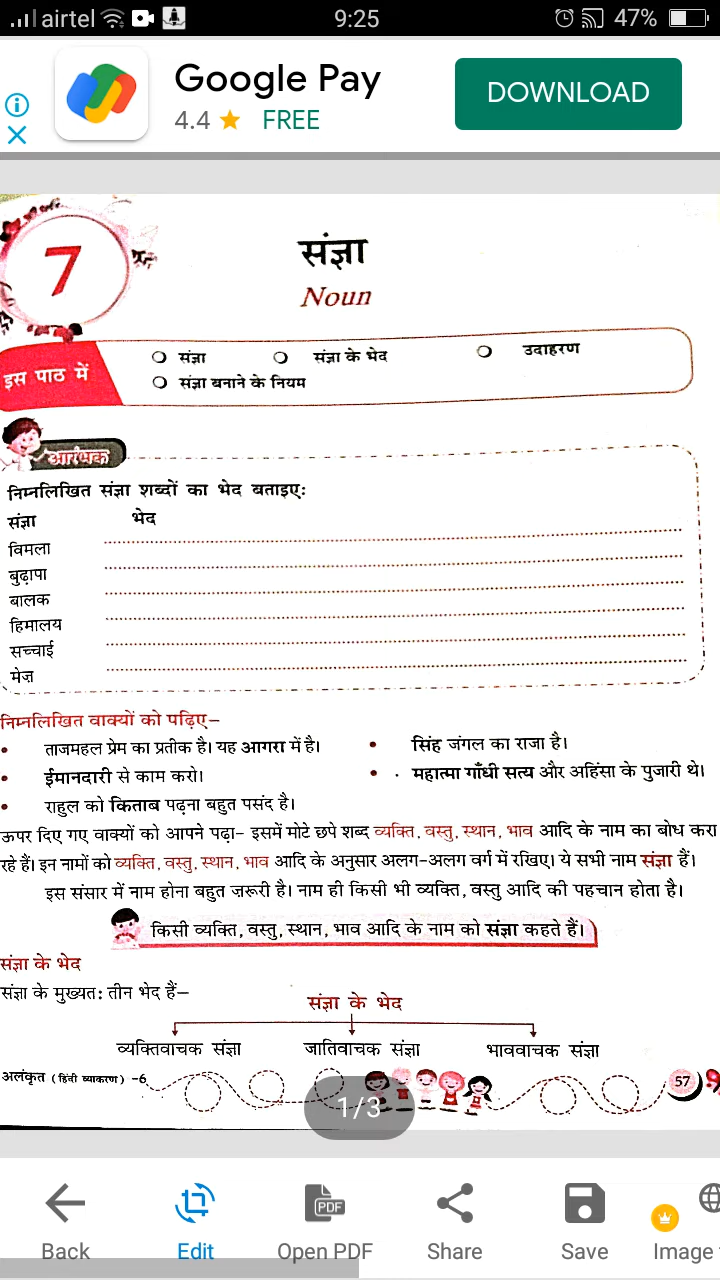 airtel 9:25 47%
Google Pay
4.4 ★ FREE
DOWNLOAD
7
संज्ञा
Noun
इस पाठ में
○ संज्ञा ○ संज्ञा के भेद ○ उदाहरण
○ संज्ञा बनाने के नियम
आरंभक
निम्नलिखित संज्ञा शब्दों का भेद बताइए:
संज्ञा भेद
विमला
बुढ़ापा
बालक
हिमालय
सच्चाई
मेज़
निम्नलिखित वाक्यों को पढ़िए–
• ताजमहल प्रेम का प्रतीक है। यह आगरा में है। • सिंह जंगल का राजा है।
• ईमानदारी से काम करो। • महात्मा गाँधी सत्य और अहिंसा के पुजारी थे।
• राहुल को किताब पढ़ना बहुत पसंद है।
ऊपर दिए गए वाक्यों को आपने पढ़ा– इसमें मोटे छपे शब्द व्यक्ति, वस्तु, स्थान, भाव आदि के नाम का बोध करा
रहे हैं। इन नामों को व्यक्ति, वस्तु, स्थान, भाव आदि के अनुसार अलग-अलग वर्ग में रखिए। ये सभी नाम संज्ञा हैं।
इस संसार में नाम होना बहुत जरूरी है। नाम ही किसी भी व्यक्ति, वस्तु आदि की पहचान होता है।
किसी व्यक्ति, वस्तु, स्थान, भाव आदि के नाम को संज्ञा कहते हैं।
संज्ञा के भेद
संज्ञा के मुख्यत: तीन भेद हैं–
संज्ञा के भेद
व्यक्तिवाचक संज्ञा जातिवाचक संज्ञा भाववाचक संज्ञा
अलंकृत (हिंदी व्याकरण) -6
57
1/3
Back Edit Open PDF Share Save Image
PDF